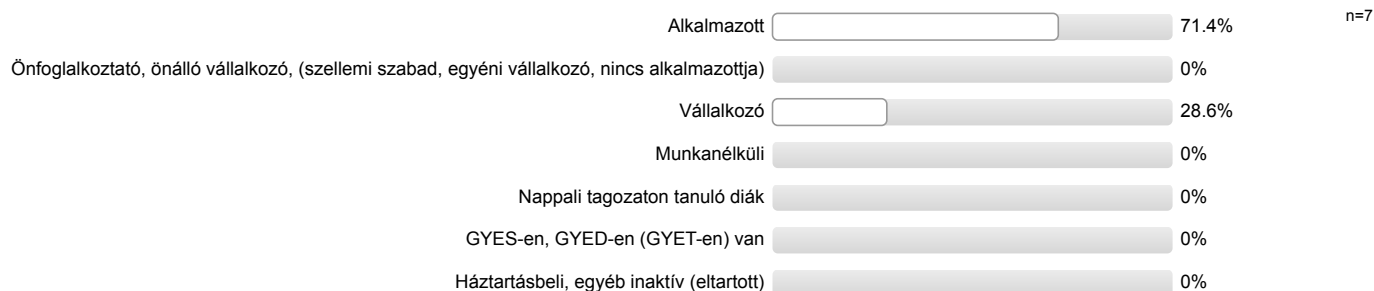 Alkalmazott 71.4% n=7
Önfoglalkoztató, önálló vállalkozó, (szellemi szabad, egyéni vállalkozó, nincs alkalmazottja) 0%
Vállalkozó 28.6%
Munkanélküli 0%
Nappali tagozaton tanuló diák 0%
GYES-en, GYED-en (GYET-en) van 0%
Háztartásbeli, egyéb inaktív (eltartott) 0%